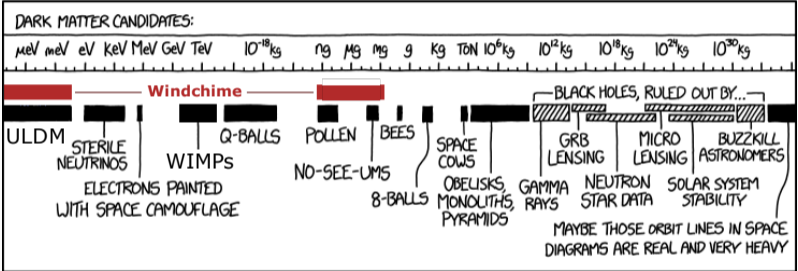 DARK MATTER CANDIDATES:
µeV meV eV keV MeV GeV TeV 10⁻¹⁸kg ng µg mg g kg TON 10⁶kg 10¹²kg 10¹⁸kg 10²⁴kg 10³⁰kg
Windchime
BLACK HOLES, RULED OUT BY...
ULDM
STERILE
NEUTRINOS
ELECTRONS PAINTED
WITH SPACE CAMOUFLAGE
WIMPs
Q-BALLS
POLLEN
NO-SEE-UMS
BEES
8-BALLS
SPACE
COWS
OBELISKS,
MONOLITHS,
PYRAMIDS
GAMMA
RAYS
GRB
LENSING
NEUTRON
STAR DATA
MICRO
LENSING
SOLAR SYSTEM
STABILITY
BUZZKILL
ASTRONOMERS
MAYBE THOSE ORBIT LINES IN SPACE
DIAGRAMS ARE REAL AND VERY HEAVY